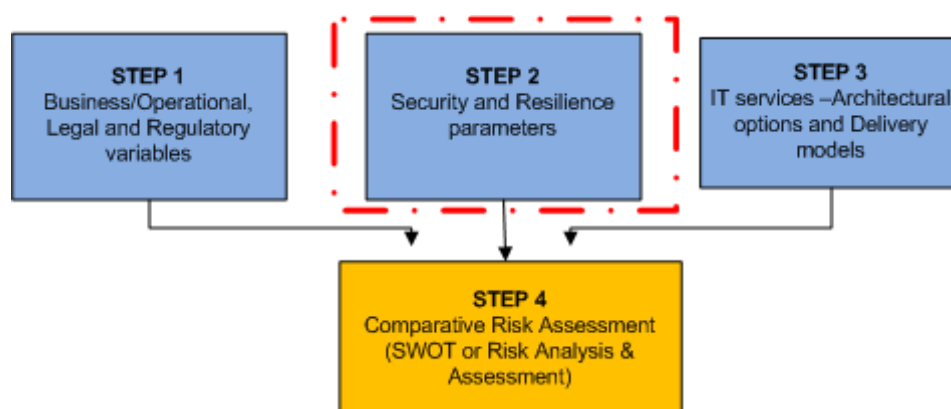 STEP 1
Business/Operational,
Legal and Regulatory
variables
STEP 2
Security and Resilience
parameters
STEP 3
IT services –Architectural
options and Delivery
models
STEP 4
Comparative Risk Assessment
(SWOT or Risk Analysis &
Assessment)